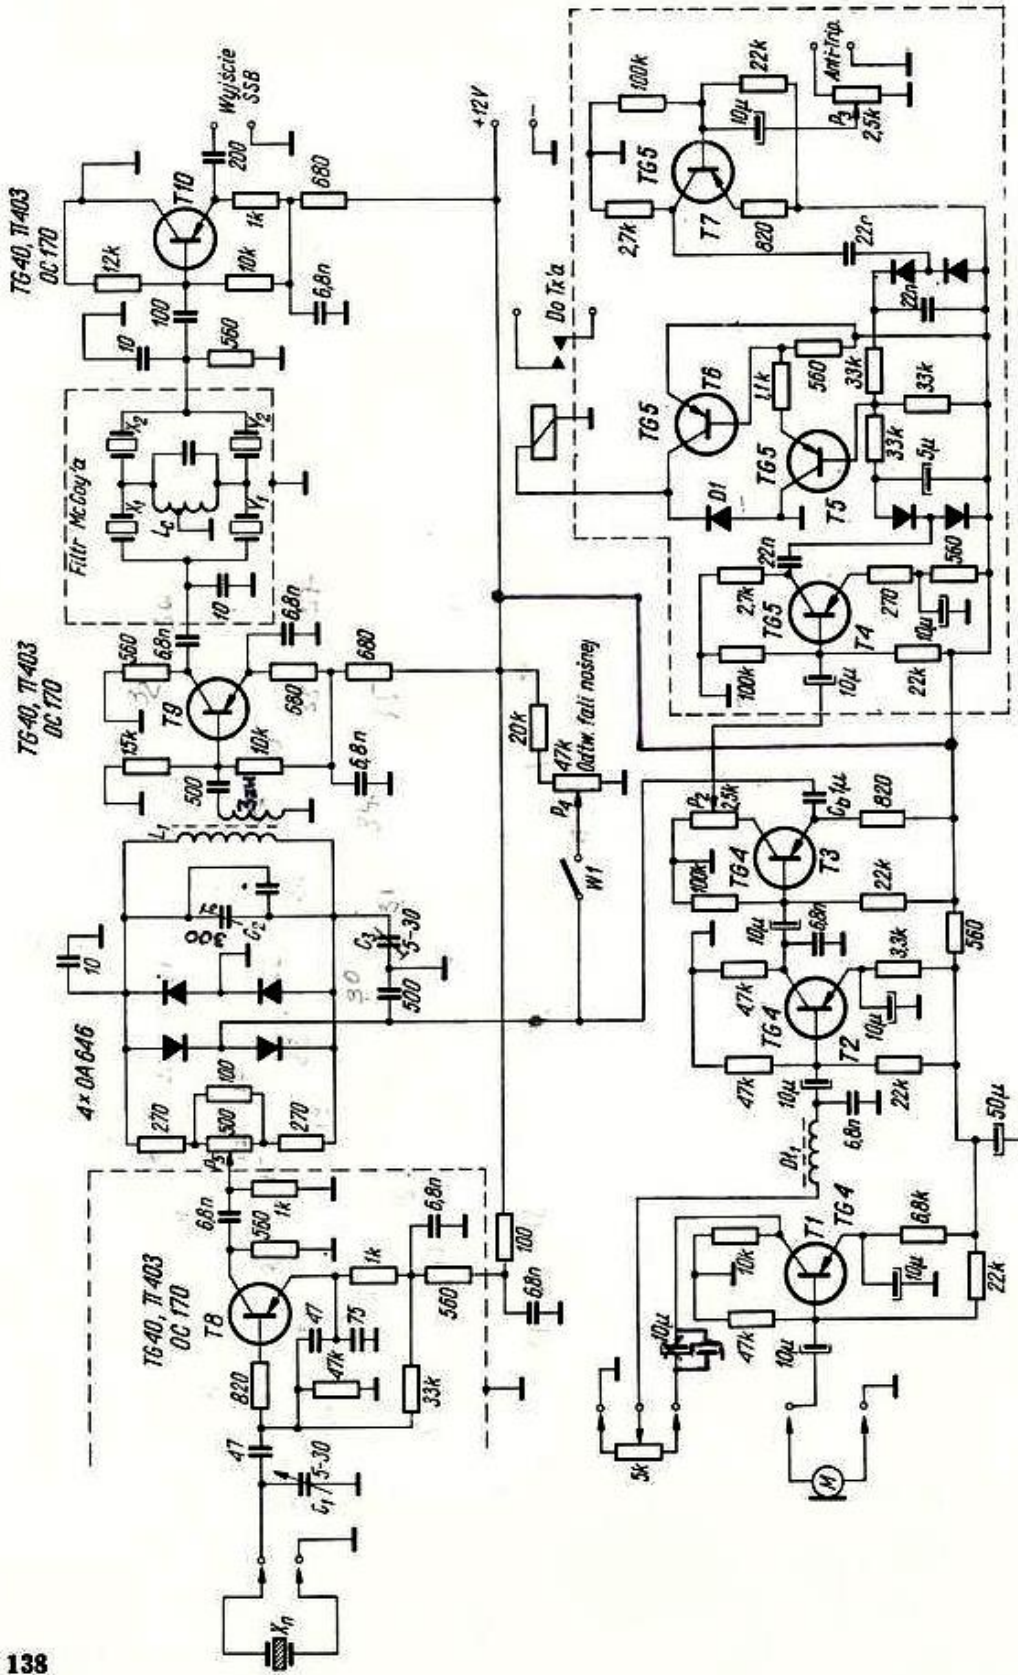 138
TG40, П403
OC170
T10
Wyjście
SSB
12k
200
1k
680
10k
6,8n
100
10
560
Filtr McCoy'a
X1
X2
Y1
Y2
Lc
10
6,8n
TG40, П403
OC170
560
6,8n
T9
15k
10k
680
680
6,8n
500
3zw
L1
+12V
-
20k
47k
Odtw. fali nośnej
P4
W1
10
300
C2
C3
5-30
500
30
4×OA646
100
270
500
270
P5
6,8n
560
1k
TG40, П403
OC170
T8
1k
6,8n
560
100
6,8n
820
47
75
47k
33k
47
C1
5-30
Xn
100k
22k
10µ
Anti-Trip.
P3
2,5k
TG5
T7
2,7k
820
22n
Do Tx'a
22n
TG5
T6
1,1k
560
33k
33k
33k
TG5
T5
D1
5µ
22n
2,7k
TG5
T4
560
270
10µ
100k
10µ
22k
P2
2,5k
TG4
T3
Cb 1µ
820
100k
22k
10µ
6,8n
560
47k
TG4
T2
3,3k
10µ
47k
10µ
22k
6,8n
Dł1
50µ
T1
TG4
6,8k
10k
10µ
22k
47k
10µ
10µ
5k
M